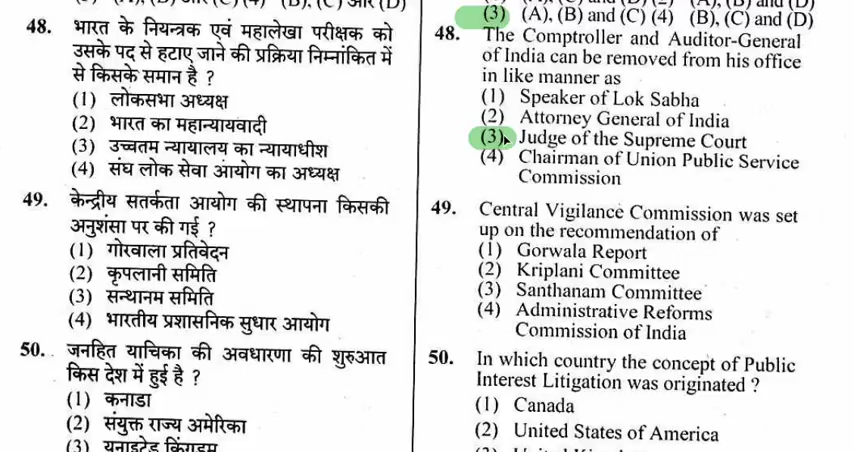 48. भारत के नियन्त्रक एवं महालेखा परीक्षक को
उसके पद से हटाए जाने की प्रक्रिया निम्नांकित में
से किसके समान है ?
(1) लोकसभा अध्यक्ष
(2) भारत का महान्यायवादी
(3) उच्चतम न्यायालय का न्यायाधीश
(4) संघ लोक सेवा आयोग का अध्यक्ष
49. केन्द्रीय सतर्कता आयोग की स्थापना किसकी
अनुशंसा पर की गई ?
(1) गोरवाला प्रतिवेदन
(2) कृपलानी समिति
(3) सन्थानम समिति
(4) भारतीय प्रशासनिक सुधार आयोग
50. जनहित याचिका की अवधारणा की शुरुआत
किस देश में हुई है ?
(1) कनाडा
(2) संयुक्त राज्य अमेरिका
(3) यूनाइटेड किंगडम
(3) (A), (B) and (C) (4) (B), (C) and (D)
48. The Comptroller and Auditor-General
of India can be removed from his office
in like manner as
(1) Speaker of Lok Sabha
(2) Attorney General of India
(3) Judge of the Supreme Court
(4) Chairman of Union Public Service
Commission
49. Central Vigilance Commission was set
up on the recommendation of
(1) Gorwala Report
(2) Kriplani Committee
(3) Santhanam Committee
(4) Administrative Reforms
Commission of India
50. In which country the concept of Public
Interest Litigation was originated ?
(1) Canada
(2) United States of America